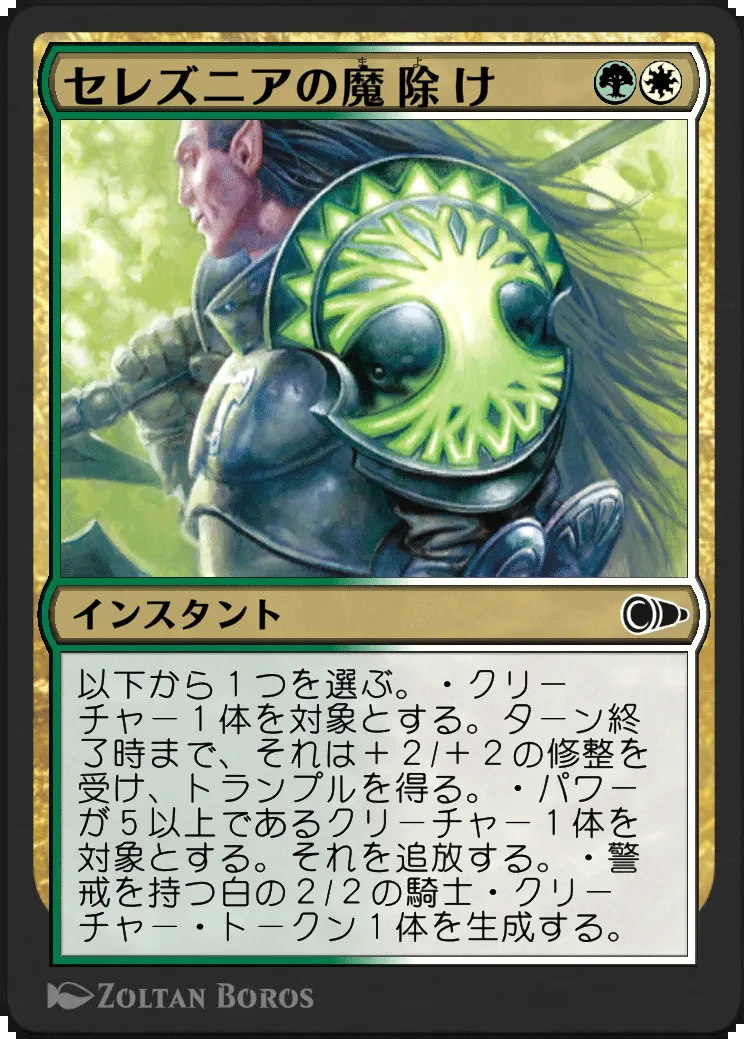 セレズニアの魔除け
インスタント
以下から１つを選ぶ。・クリー
チャー１体を対象とする。ターン終
了時まで、それは＋２/＋２の修整を
受け、トランプルを得る。・パワー
が５以上であるクリーチャー１体を
対象とする。それを追放する。・警
戒を持つ白の２/２の騎士・クリー
チャー・トークン１体を生成する。
ZOLTAN BOROS